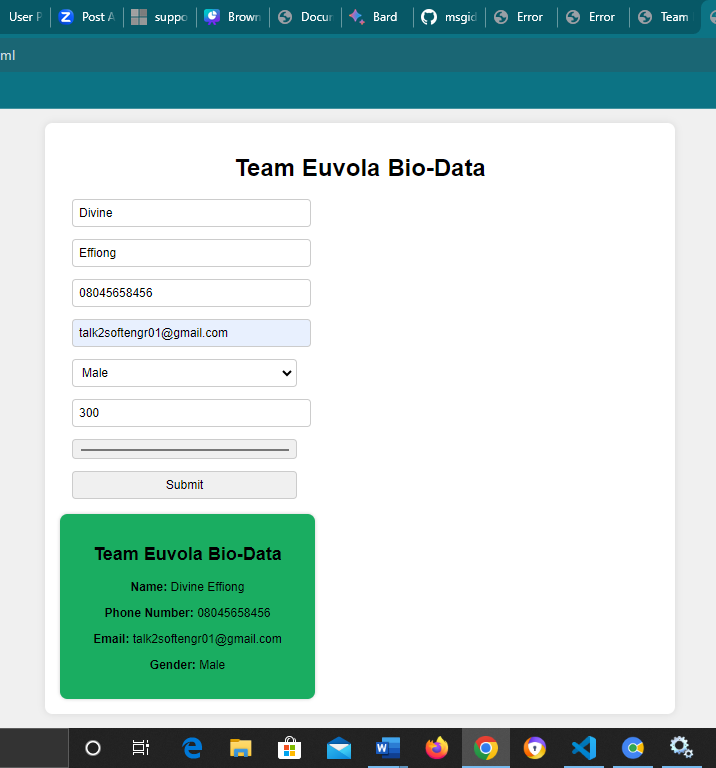 User P
Post A
suppo
Brown
Docur
Bard
msgid
Error
Error
Team
ml
Team Euvola Bio-Data
Divine
Effiong
08045658456
talk2softengr01@gmail.com
Male
300
Submit
Team Euvola Bio-Data
Name: Divine Effiong
Phone Number: 08045658456
Email: talk2softengr01@gmail.com
Gender: Male